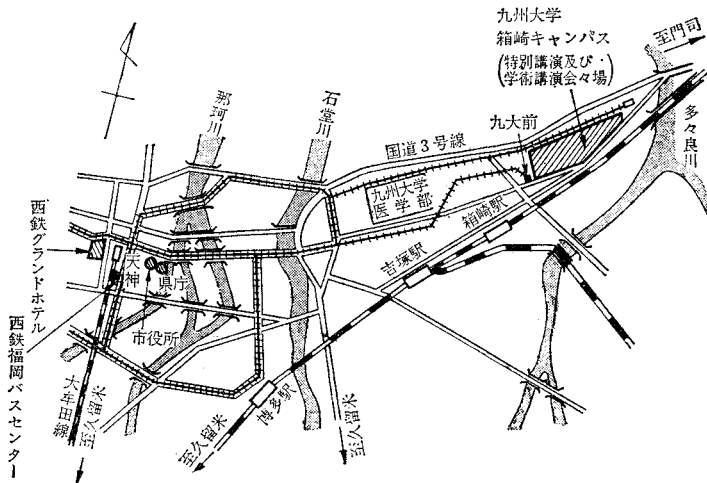 九州大学
箱崎キャンパス
(特別講演及び・
学術講演会々場)
至門司
多々良川
九大前
国道3号線
石堂川
那珂川
九州大学
医学部
箱崎駅
吉塚駅
西鉄グランドホテル
天神
県庁
市役所
西鉄福岡バスセンター
大牟田線
至久留米
博多駅
至久留米
至久留米